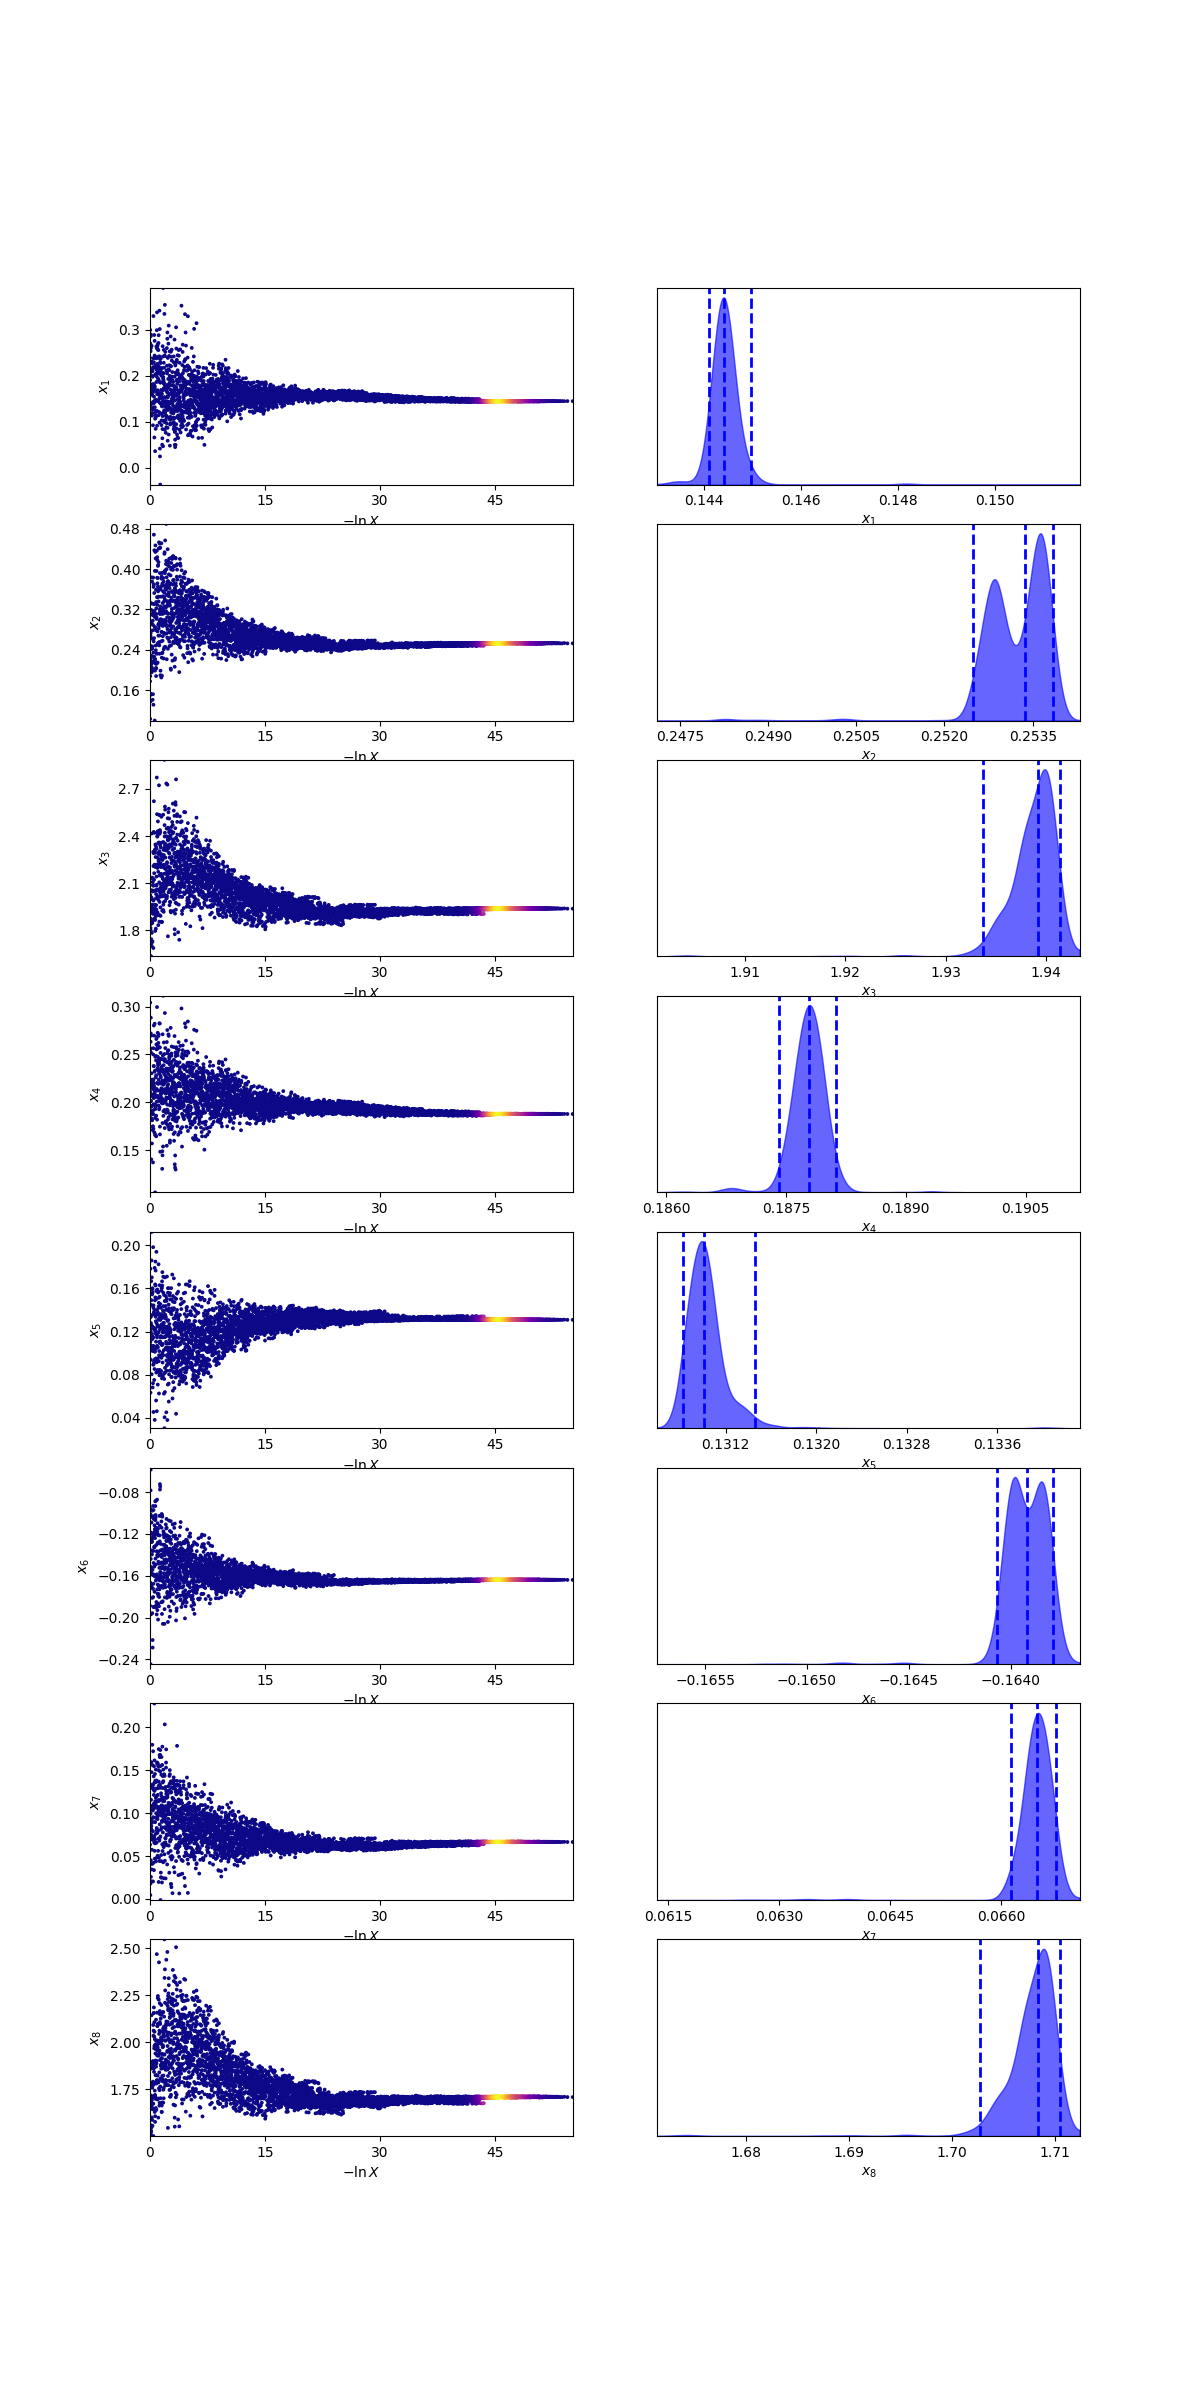 0.3
0.2
0.1
0.0
x₁
0 15 30 45
−ln X
0.144 0.146 0.148 0.150
x₁
0.48
0.40
0.32
0.24
0.16
x₂
0 15 30 45
−ln X
0.2475 0.2490 0.2505 0.2520 0.2535
x₂
2.7
2.4
2.1
1.8
x₃
0 15 30 45
−ln X
1.91 1.92 1.93 1.94
x₃
0.30
0.25
0.20
0.15
x₄
0 15 30 45
−ln X
0.1860 0.1875 0.1890 0.1905
x₄
0.20
0.16
0.12
0.08
0.04
x₅
0 15 30 45
−ln X
0.1312 0.1320 0.1328 0.1336
x₅
−0.08
−0.12
−0.16
−0.20
−0.24
x₆
0 15 30 45
−ln X
−0.1655 −0.1650 −0.1645 −0.1640
x₆
0.20
0.15
0.10
0.05
0.00
x₇
0 15 30 45
−ln X
0.0615 0.0630 0.0645 0.0660
x₇
2.50
2.25
2.00
1.75
x₈
0 15 30 45
−ln X
1.68 1.69 1.70 1.71
x₈